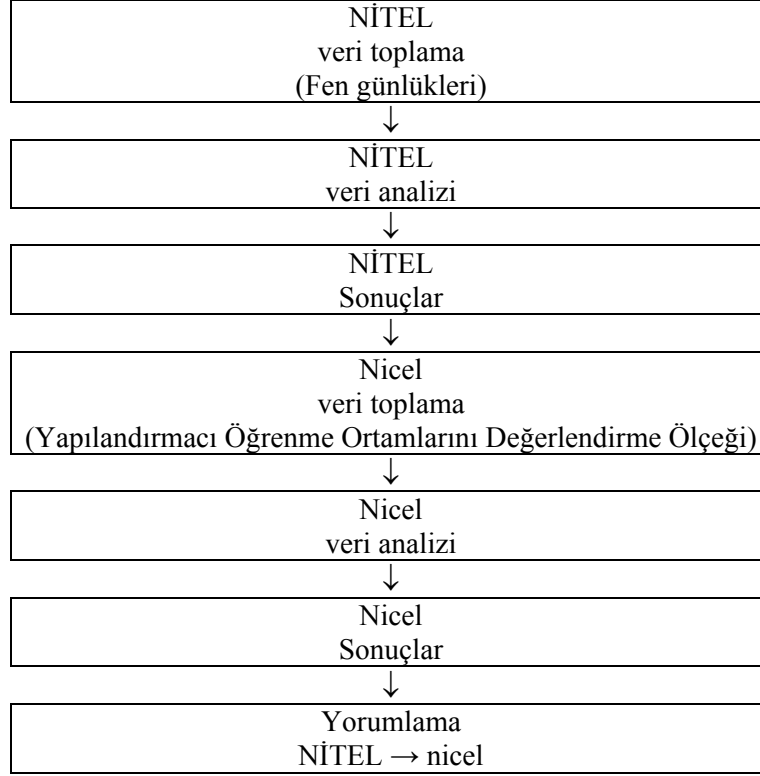 NİTEL
veri toplama
(Fen günlükleri)
↓
NİTEL
veri analizi
↓
NİTEL
Sonuçlar
↓
Nicel
veri toplama
(Yapılandırmacı Öğrenme Ortamlarını Değerlendirme Ölçeği)
↓
Nicel
veri analizi
↓
Nicel
Sonuçlar
↓
Yorumlama
NİTEL → nicel